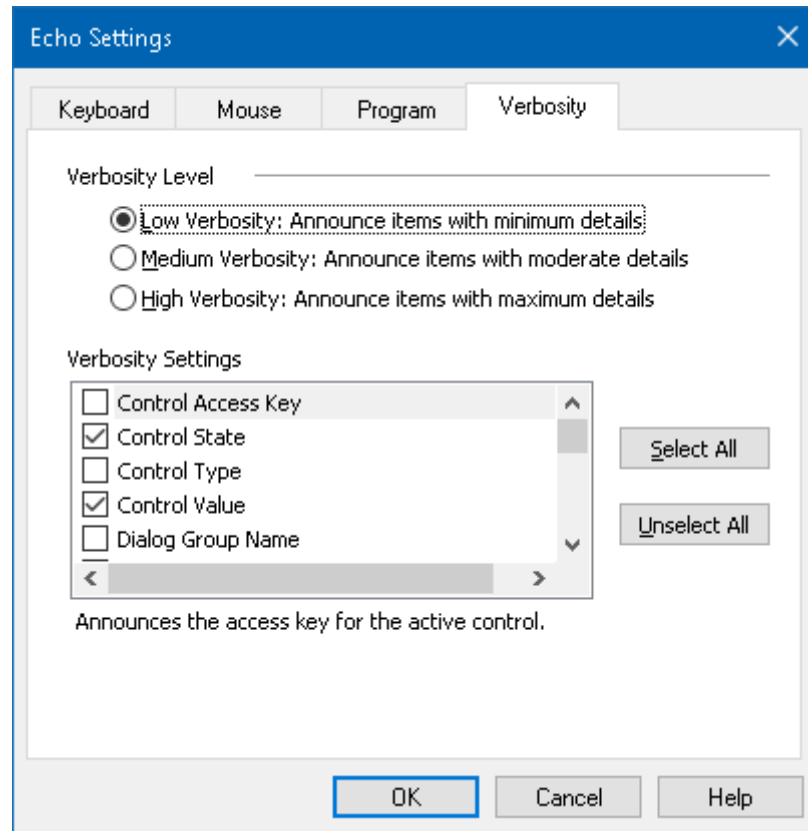 Echo Settings
Keyboard Mouse Program Verbosity
Verbosity Level
Low Verbosity: Announce items with minimum details
Medium Verbosity: Announce items with moderate details
High Verbosity: Announce items with maximum details
Verbosity Settings
Control Access Key
Control State
Select All
Control Type
Control Value
Unselect All
Dialog Group Name
Announces the access key for the active control.
OK Cancel Help